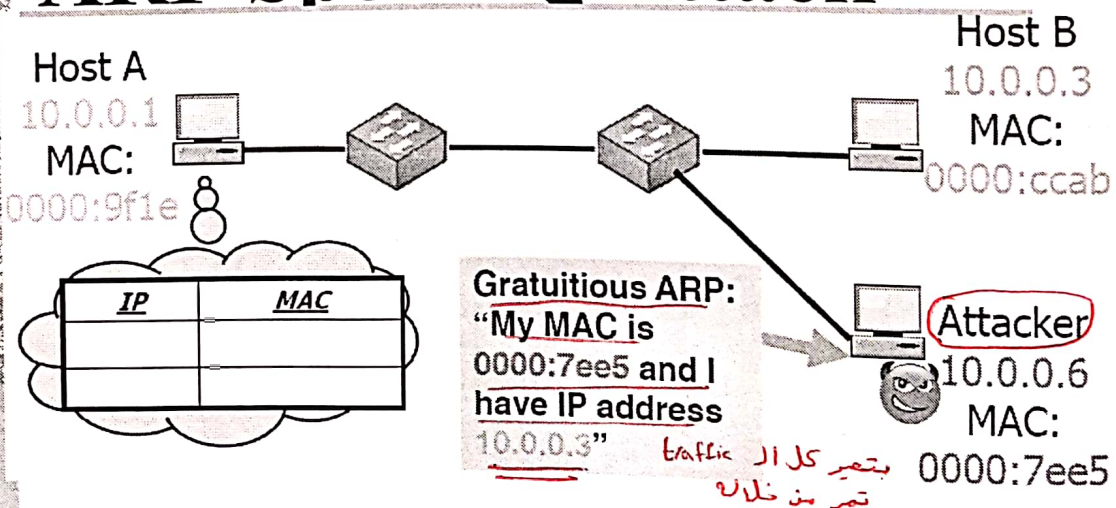 Host A
10.0.0.1
MAC:
0000:9f1e
Host B
10.0.0.3
MAC:
0000:ccab
IP MAC
Gratuitious ARP:
“My MAC is
0000:7ee5 and I
have IP address
10.0.0.3”
بتصير كل الـ traffic
تمر من خلاله
Attacker
10.0.0.6
MAC:
0000:7ee5